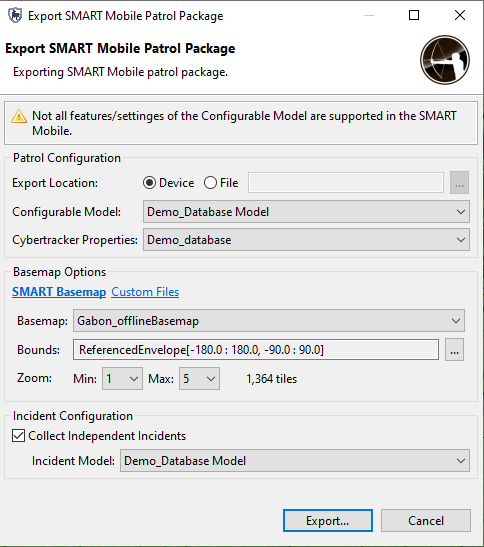 Export SMART Mobile Patrol Package
Export SMART Mobile Patrol Package
Exporting SMART Mobile patrol package.
Not all features/settinges of the Configurable Model are supported in the SMART
Mobile.
Patrol Configuration
Export Location: Device File ...
Configurable Model: Demo_Database Model
Cybertracker Properties: Demo_database
Basemap Options
SMART Basemap Custom Files
Basemap: Gabon_offlineBasemap
Bounds: ReferencedEnvelope[-180.0 : 180.0, -90.0 : 90.0] ...
Zoom: Min: 1 Max: 5 1,364 tiles
Incident Configuration
Collect Independent Incidents
Incident Model: Demo_Database Model
Export... Cancel